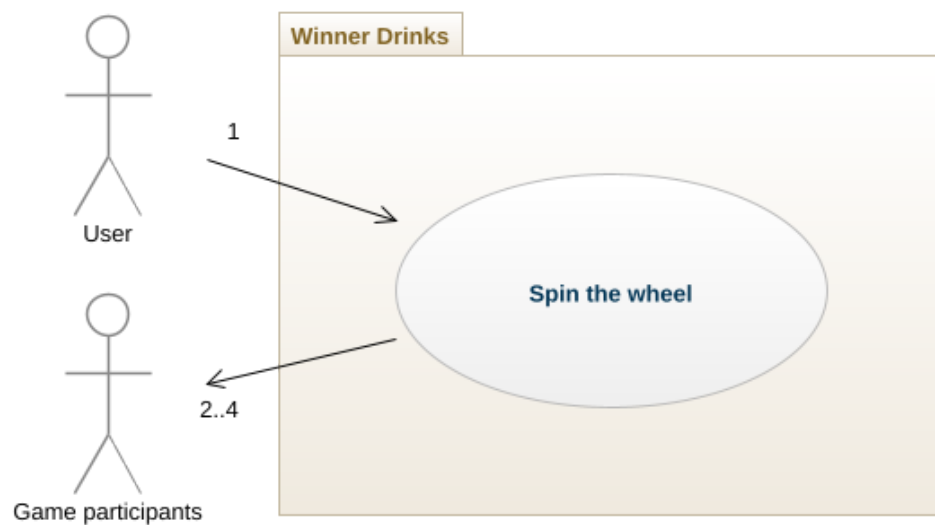 Winner Drinks
1
User
Spin the wheel
2..4
Game participants